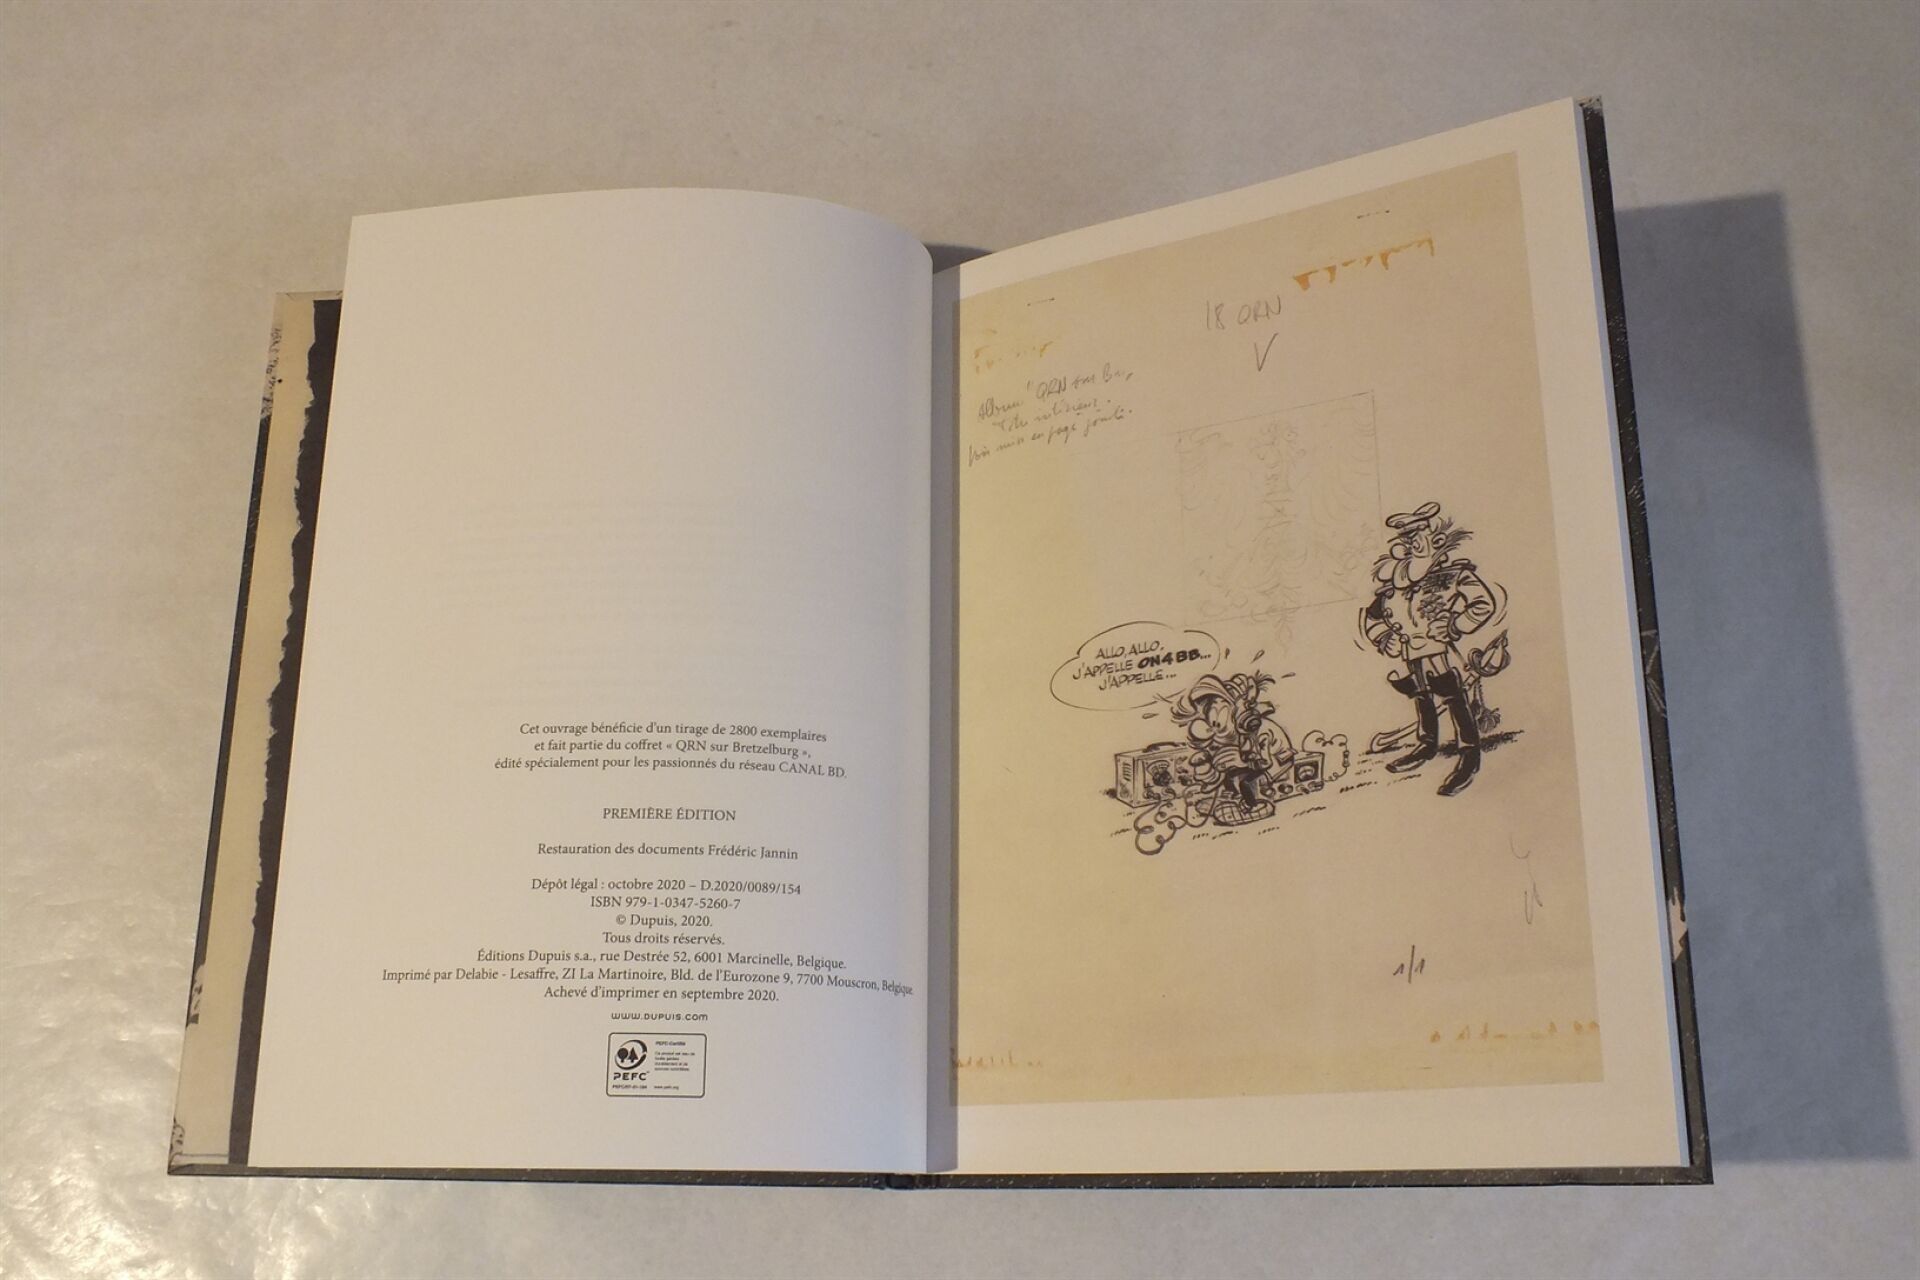 Cet ouvrage bénéficie d'un tirage de 2800 exemplaires
et fait partie du coffret « QRN sur Bretzelburg »,
édité spécialement pour les passionnés du réseau CANAL BD.
PREMIÈRE ÉDITION
Restauration des documents Frédéric Jannin
Dépôt légal : octobre 2020 – D.2020/0089/154
ISBN 979-1-0347-5260-7
© Dupuis, 2020.
Tous droits réservés.
Éditions Dupuis s.a., rue Destrée 52, 6001 Marcinelle, Belgique.
Imprimé par Delabie - Lesaffre, ZI La Martinoire, Bld. de l'Eurozone 9, 7700 Mouscron, Belgique.
Achevé d'imprimer en septembre 2020.
www.dupuis.com
PEFC
18 QRN
V
Album "QRN
ALLO, ALLO.
J'APPELLE ON4BB...
J'APPELLE...
1/1